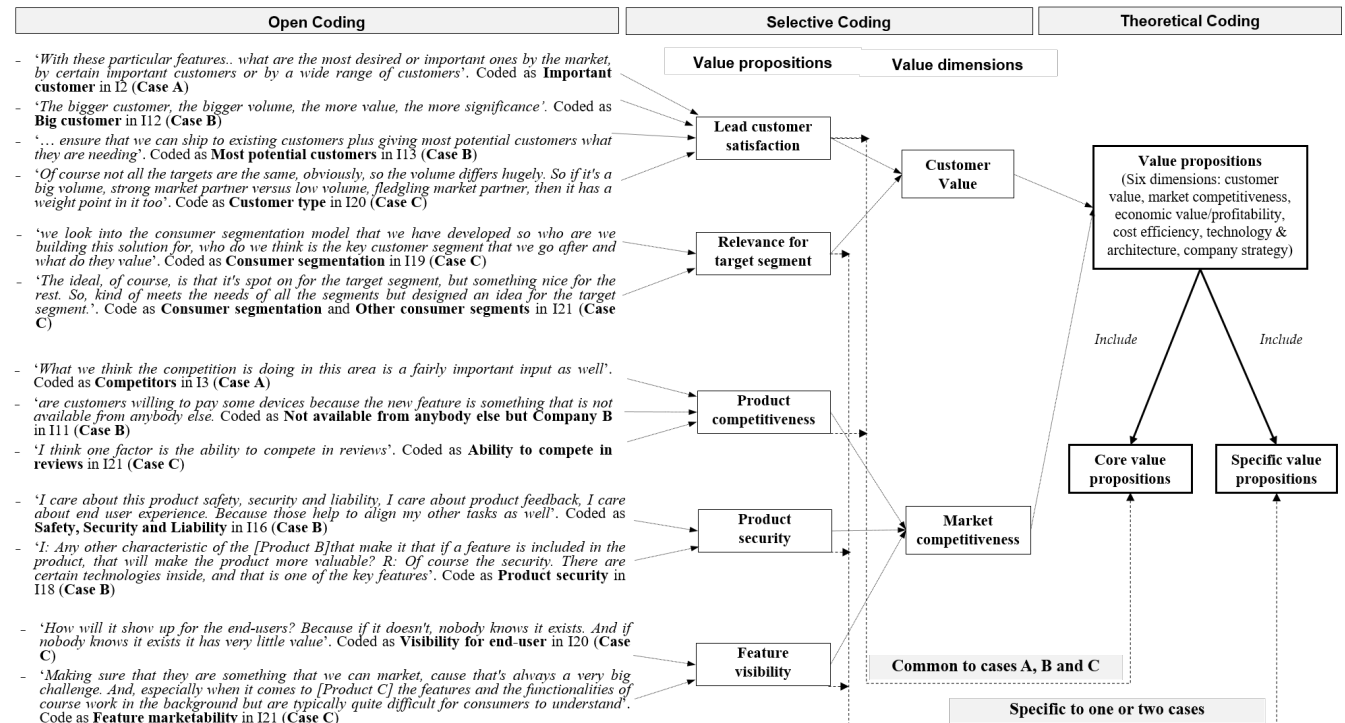 Open Coding
Selective Coding
Theoretical Coding
Value propositions
Value dimensions
– ‘With these particular features.. what are the most desired or important ones by the market,
by certain important customers or by a wide range of customers’. Coded as Important
customer in I2 (Case A)
– ‘The bigger customer, the bigger volume, the more value, the more significance’. Coded as
Big customer in I12 (Case B)
– ‘… ensure that we can ship to existing customers plus giving most potential customers what
they are needing’. Coded as Most potential customers in I13 (Case B)
– ‘Of course not all the targets are the same, obviously, so the volume differs hugely. So if it's a
big volume, strong market partner versus low volume, fledgling market partner, then it has a
weight point in it too’. Code as Customer type in I20 (Case C)
– ‘we look into the consumer segmentation model that we have developed so who are we
building this solution for, who do we think is the key customer segment that we go after and
what do they value’. Coded as Consumer segmentation in I19 (Case C)
– ‘The ideal, of course, is that it's spot on for the target segment, but something nice for the
rest. So, kind of meets the needs of all the segments but designed an idea for the target
segment.’. Code as Consumer segmentation and Other consumer segments in I21 (Case
C)
– ‘What we think the competition is doing in this area is a fairly important input as well’.
Coded as Competitors in I3 (Case A)
– ‘are customers willing to pay some devices because the new feature is something that is not
available from anybody else. Coded as Not available from anybody else but Company B
in I11 (Case B)
– ‘I think one factor is the ability to compete in reviews’. Coded as Ability to compete in
reviews in I21 (Case C)
– ‘I care about this product safety, security and liability, I care about product feedback, I care
about end user experience. Because those help to align my other tasks as well’. Coded as
Safety, Security and Liability in I16 (Case B)
– ‘I: Any other characteristic of the [Product B]that make it that if a feature is included in the
product, that will make the product more valuable? R: Of course the security. There are
certain technologies inside, and that is one of the key features’. Code as Product security in
I18 (Case B)
– ‘How will it show up for the end-users? Because if it doesn't, nobody knows it exists. And if
nobody knows it exists it has very little value’. Coded as Visibility for end-user in I20 (Case
C)
– ‘Making sure that they are something that we can market, cause that's always a very big
challenge. And, especially when it comes to [Product C] the features and the functionalities of
course work in the background but are typically quite difficult for consumers to understand’.
Code as Feature marketability in I21 (Case C)
Lead customer
satisfaction
Relevance for
target segment
Product
competitiveness
Product
security
Feature
visibility
Customer
Value
Market
competitiveness
Value propositions
(Six dimensions: customer
value, market competitiveness,
economic value/profitability,
cost efficiency, technology &
architecture, company strategy)
Include
Include
Core value
propositions
Specific value
propositions
Common to cases A, B and C
Specific to one or two cases